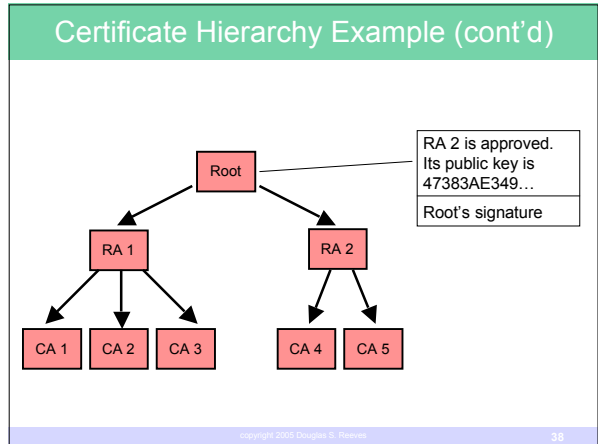 Certificate Hierarchy Example (cont'd)
RA 2 is approved.
Its public key is
47383AE349…
Root's signature
Root
RA 1
RA 2
CA 1
CA 2
CA 3
CA 4
CA 5
copyright 2005 Douglas S. Reeves
38